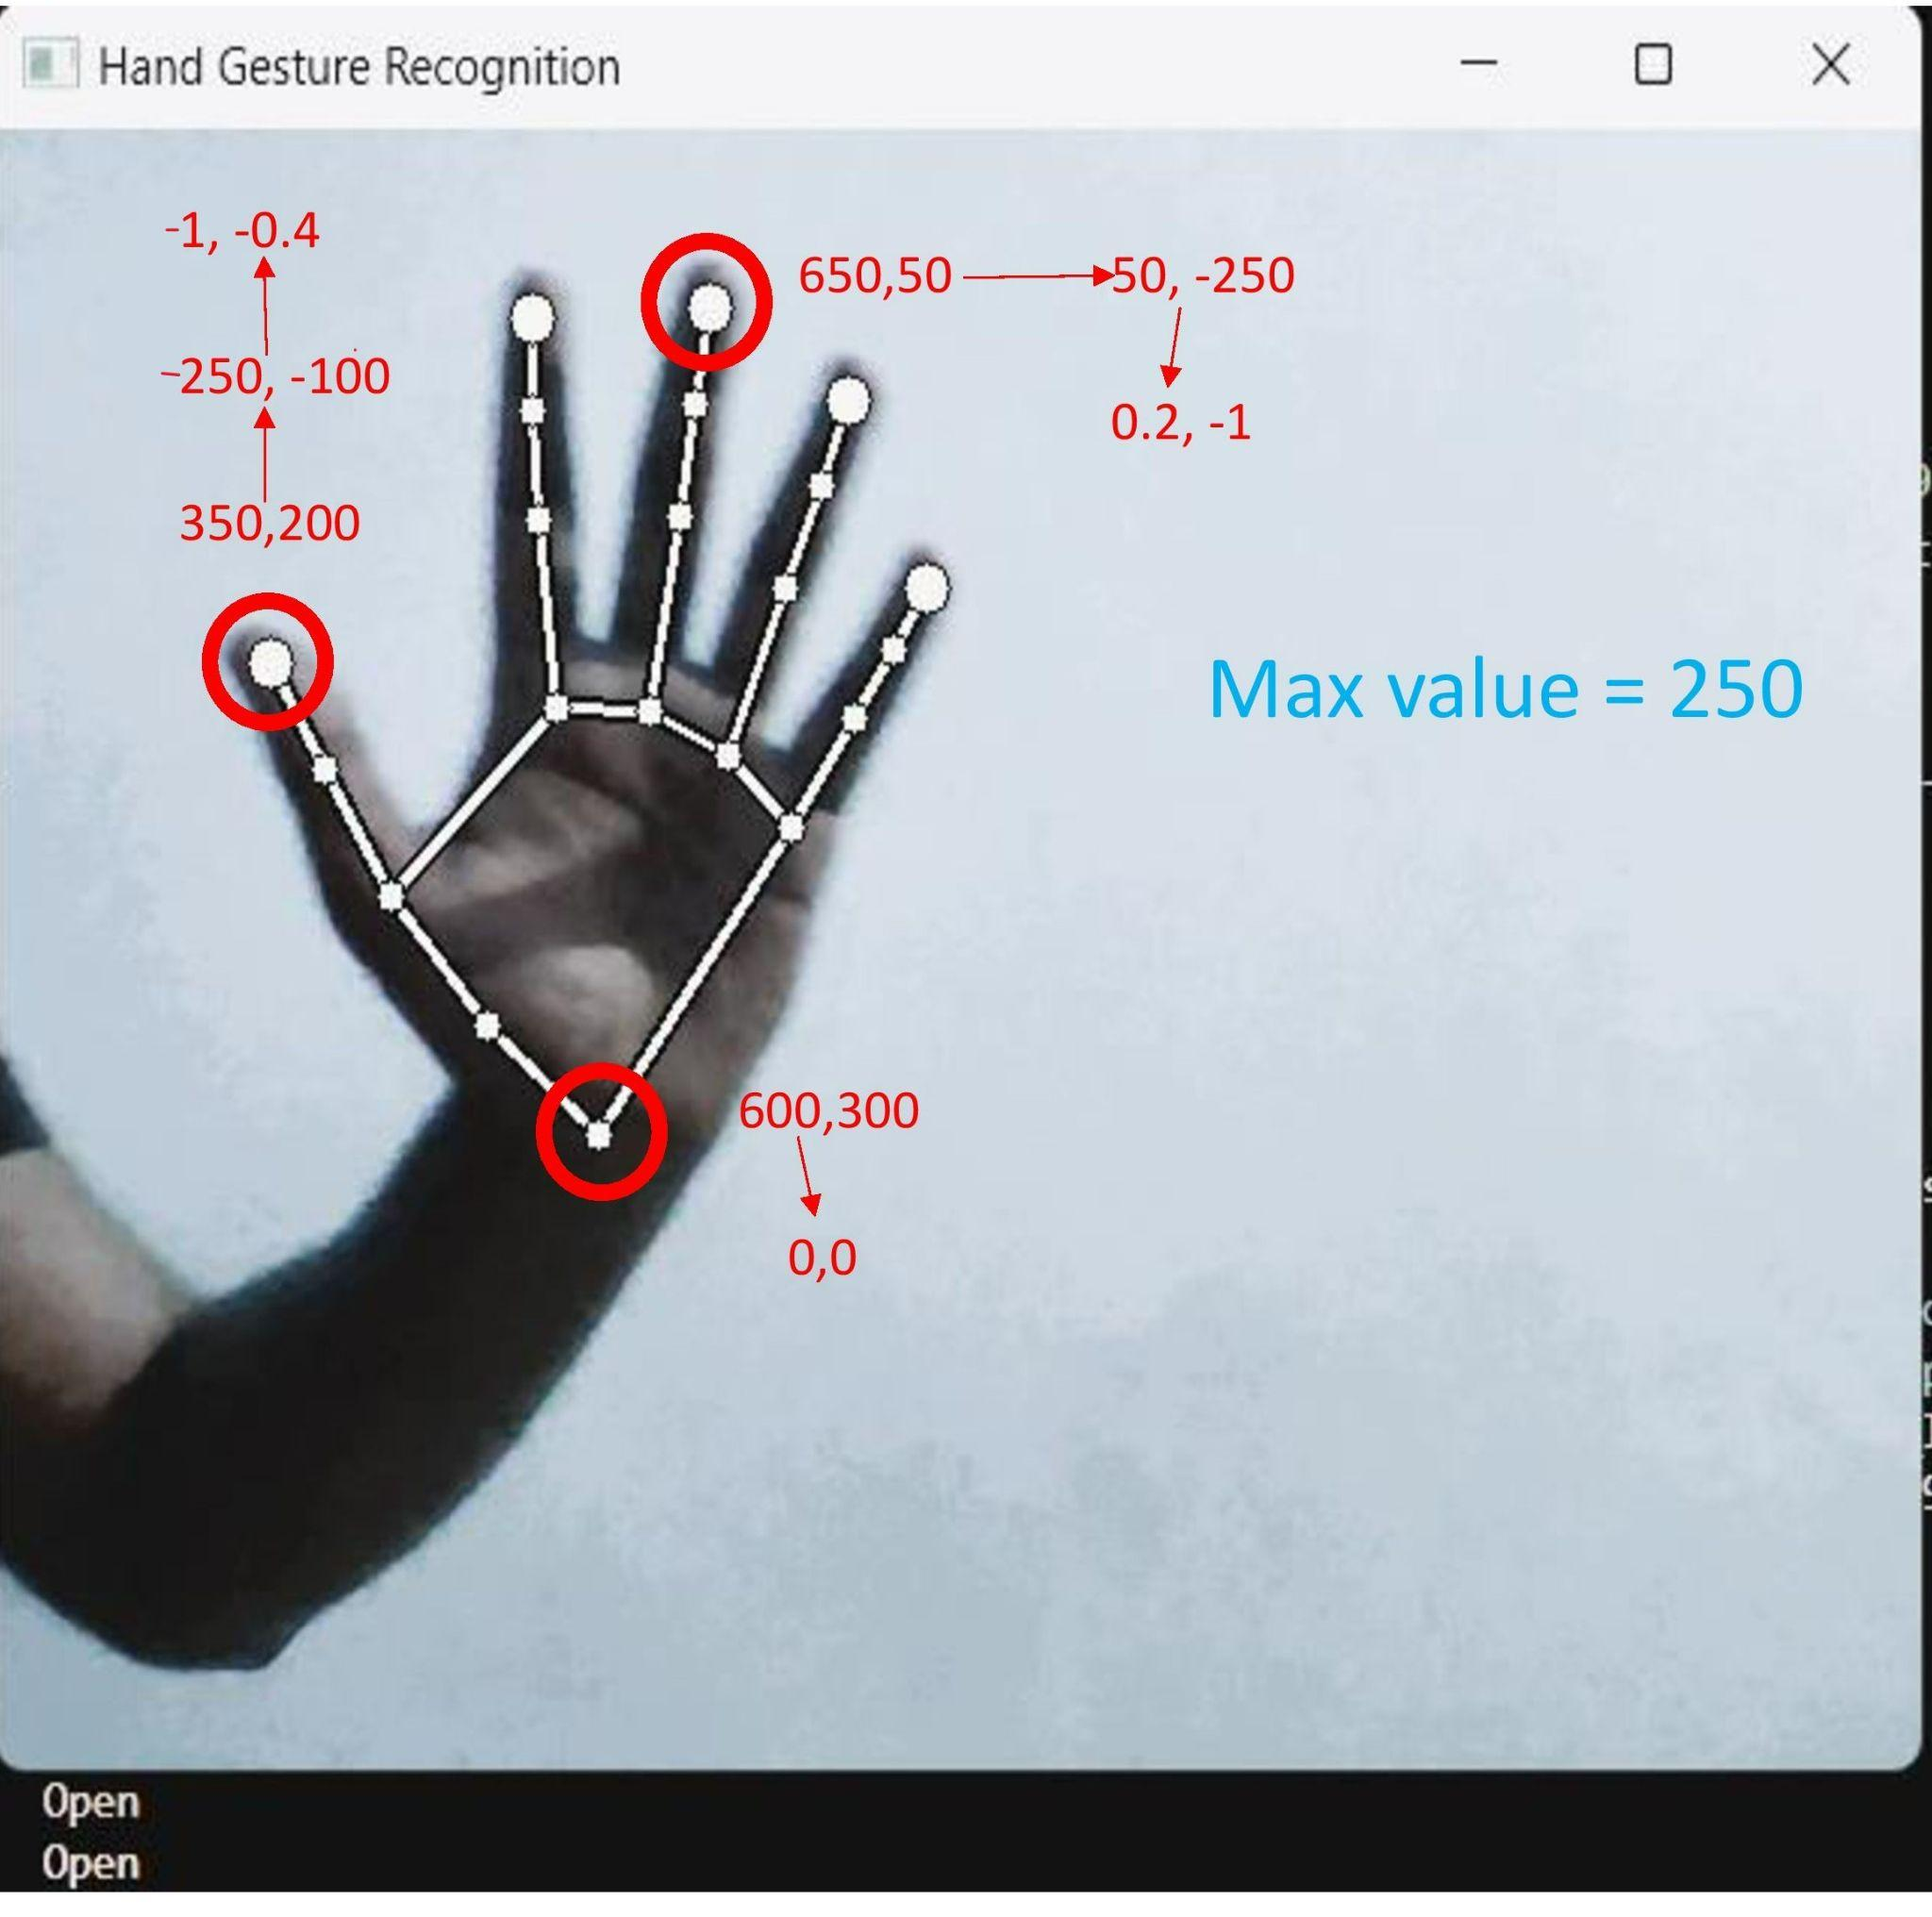 Hand Gesture Recognition
-1, -0.4
-250, -100
350,200
650,50
50, -250
0.2, -1
Max value = 250
600,300
0,0
Open
Open